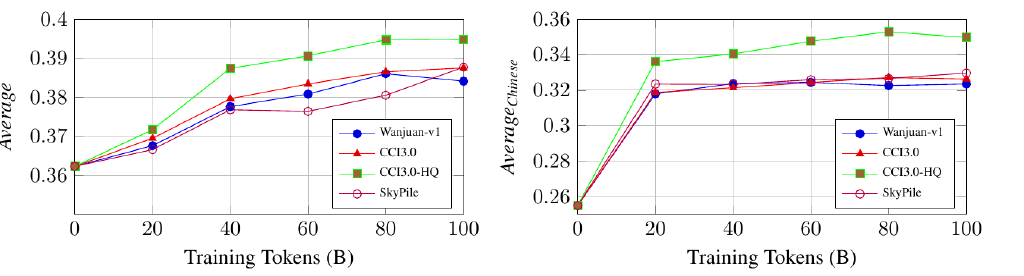 0.4
0.39
0.38
0.37
0.36
Average
0
20
40
60
80
100
Training Tokens (B)
Wanjuan-v1
CCI3.0
CCI3.0-HQ
SkyPile
0.36
0.34
0.32
0.3
0.28
0.26
Average Chinese
0
20
40
60
80
100
Training Tokens (B)
Wanjuan-v1
CCI3.0
CCI3.0-HQ
SkyPile